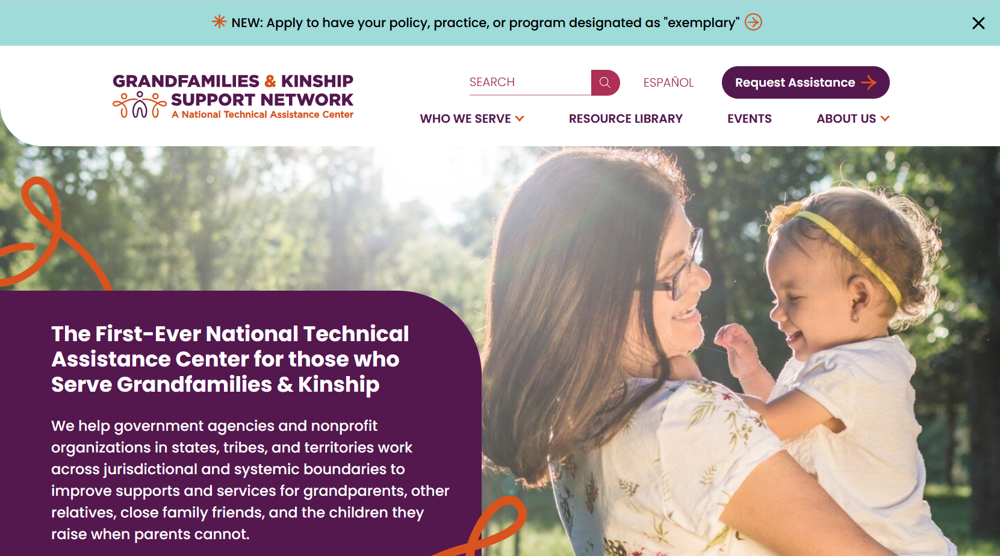 NEW: Apply to have your policy, practice, or program designated as "exemplary"
GRANDFAMILIES & KINSHIP
SUPPORT NETWORK
A National Technical Assistance Center
SEARCH
ESPAÑOL
Request Assistance
WHO WE SERVE
RESOURCE LIBRARY
EVENTS
ABOUT US
The First-Ever National Technical
Assistance Center for those who
Serve Grandfamilies & Kinship
We help government agencies and nonprofit
organizations in states, tribes, and territories work
across jurisdictional and systemic boundaries to
improve supports and services for grandparents, other
relatives, close family friends, and the children they
raise when parents cannot.